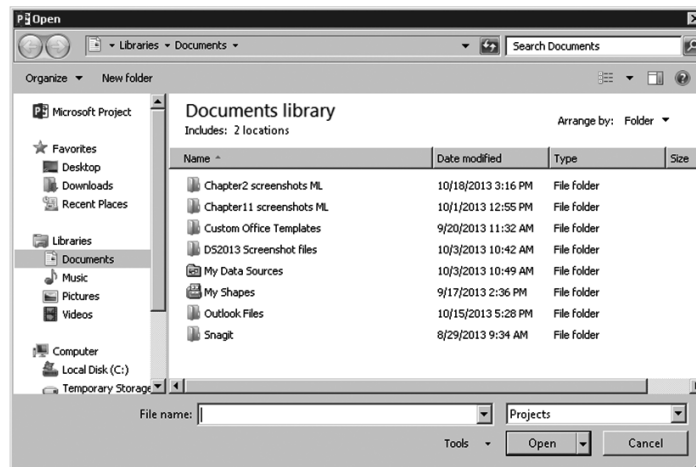 Open
Libraries Documents
Search Documents
Organize New folder
Microsoft Project
Favorites
Desktop
Downloads
Recent Places
Libraries
Documents
Music
Pictures
Videos
Computer
Local Disk (C:)
Temporary Storage
Documents library
Includes: 2 locations
Arrange by: Folder
Name Date modified Type Size
Chapter2 screenshots ML 10/18/2013 3:16 PM File folder
Chapter11 screenshots ML 10/1/2013 12:55 PM File folder
Custom Office Templates 9/20/2013 11:32 AM File folder
DS2013 Screenshot files 10/3/2013 10:42 AM File folder
My Data Sources 10/3/2013 10:49 AM File folder
My Shapes 9/17/2013 2:36 PM File folder
Outlook Files 10/15/2013 5:28 PM File folder
Snagit 8/29/2013 9:34 AM File folder
File name:
Projects
Tools Open Cancel